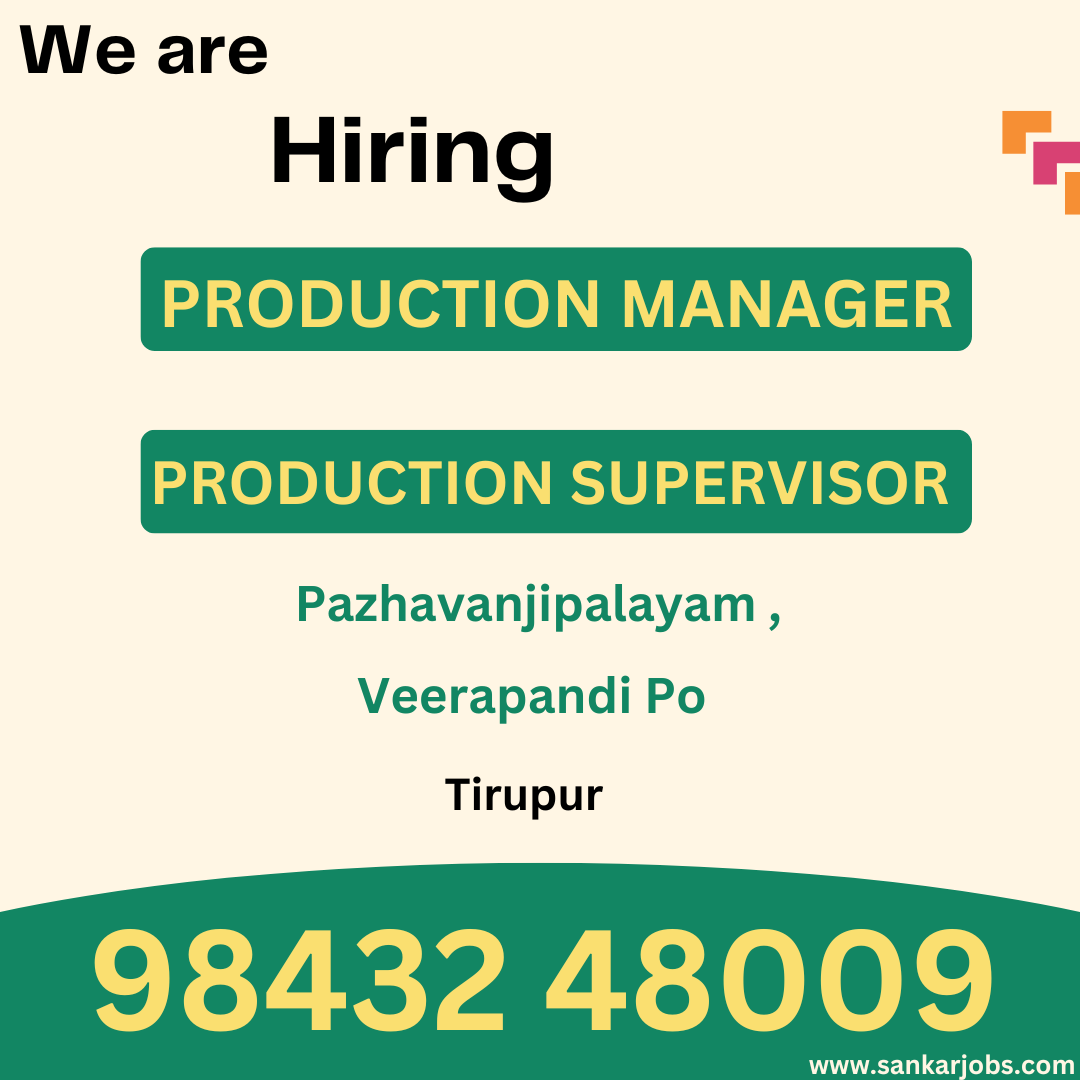 We are
Hiring
PRODUCTION MANAGER
PRODUCTION SUPERVISOR
Pazhavanjipalayam ,
Veerapandi Po
Tirupur
98432 48009
www.sankarjobs.com